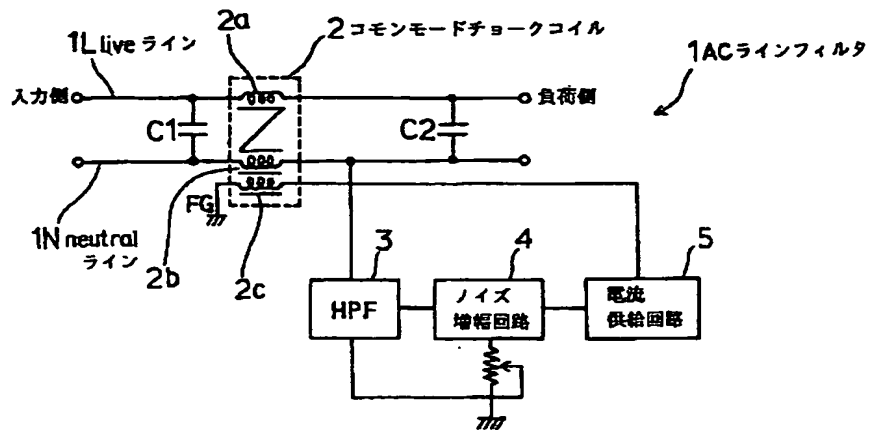 2a
2 コモンモードチョークコイル
1L live ライン
1 ACラインフィルタ
入力側
負荷側
C1
C2
FG
1N neutral
ライン
2b
2c
3
4
5
HPF
ノイズ
増幅回路
電流
供給回路